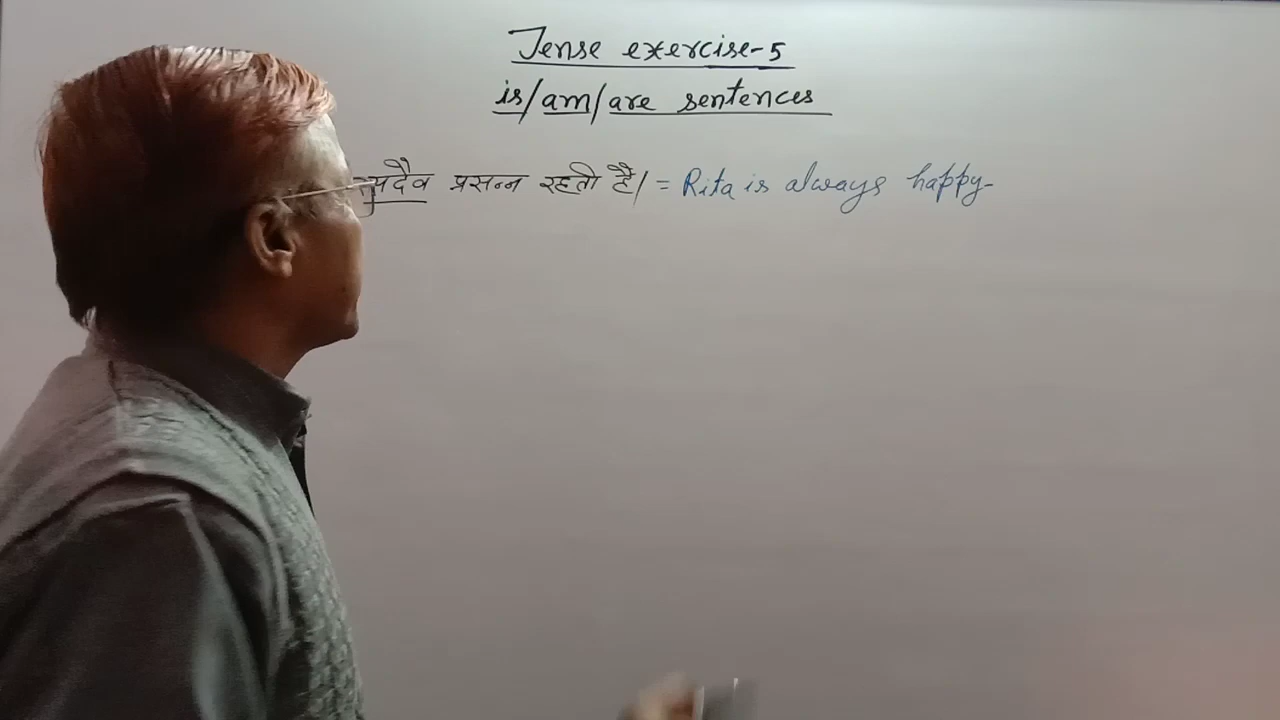 Tense exercise-5
is/am/are sentences
सदैव प्रसन्न रहती है। = Rita is always happy.